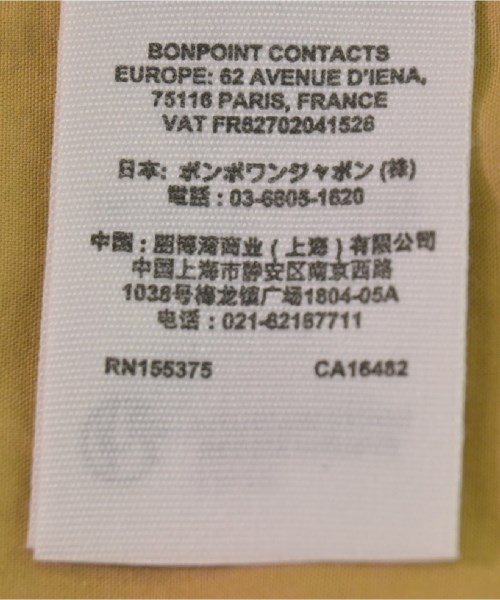 BONPOINT CONTACTS
EUROPE: 62 AVENUE D'IENA,
75116 PARIS, FRANCE
VAT FR62702041526
日本: ボンポワンジャポン (株)
電話 : 03-6805-1620
中国 : 朋博湾商业 ( 上海 ) 有限公司
中国上海市静安区南京西路
1038号梅龙镇广场1804-05A
电话 : 021-62187711
RN155375 CA16482